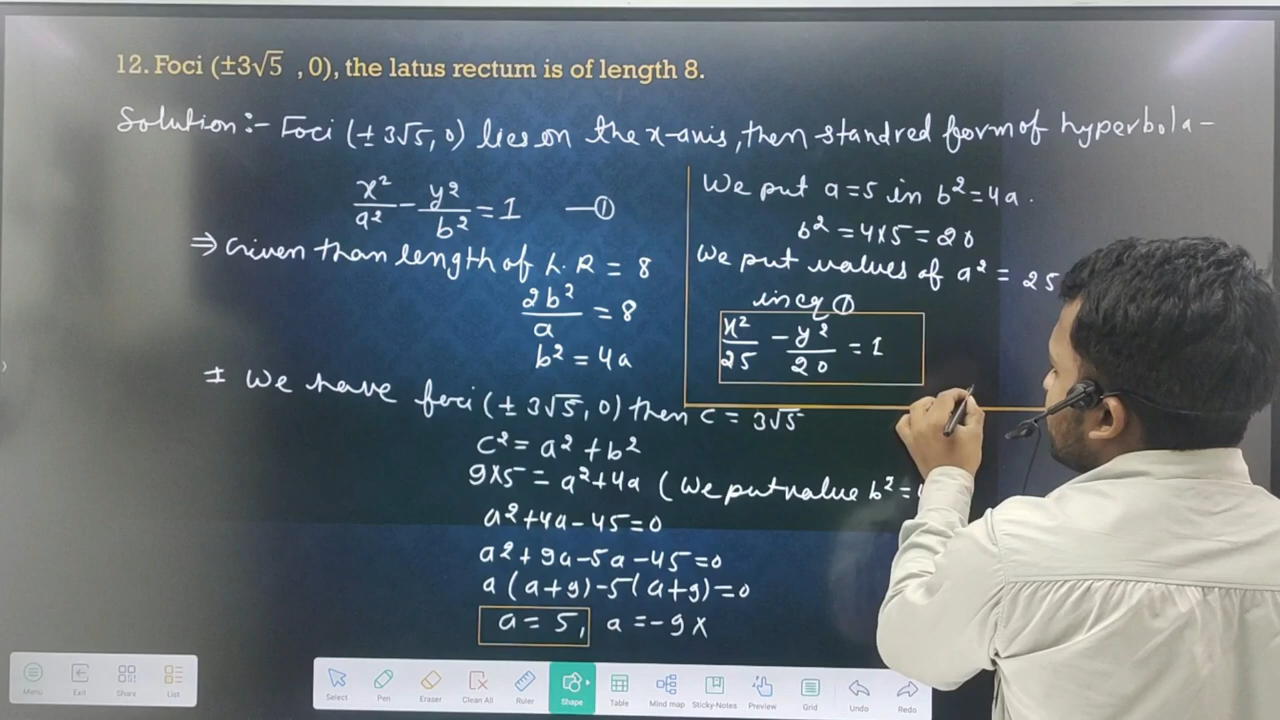 12. Foci (±3√5 , 0), the latus rectum is of length 8.
Solution:- Foci (± 3√5, 0) lies on the x-axis, then standred form of hyperbola -
x²/a² - y²/b² = 1 —①
⇒ Given than length of L.R = 8
2b²/a = 8
b² = 4a
± We have foci (± 3√5, 0) then c = 3√5
c² = a² + b²
9×5 = a²+4a (We put value b² =
a²+4a-45=0
a²+9a-5a-45=0
a(a+9)-5(a+9)=0
a = 5, a = -9 ×
We put a=5 in b²=4a.
b² = 4×5 = 20
We put values of a² = 25
in eq ①
x²/25 - y²/20 = 1
Menu
Exit
Share
List
Select
Pen
Eraser
Clean All
Ruler
Shape
Table
Mind map
Sticky-Notes
Preview
Grid
Undo
Redo